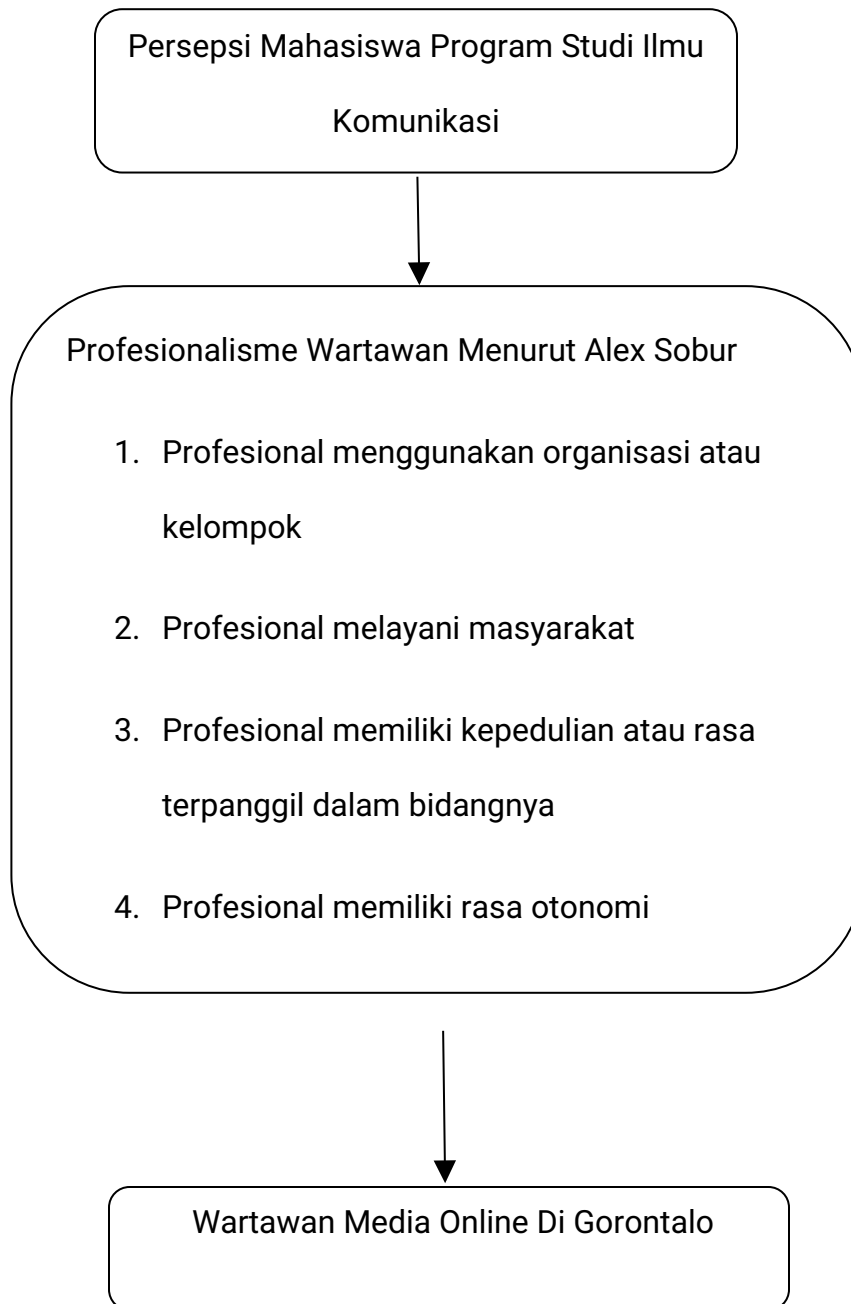 Persepsi Mahasiswa Program Studi Ilmu
Komunikasi
Profesionalisme Wartawan Menurut Alex Sobur
1. Profesional menggunakan organisasi atau
kelompok
2. Profesional melayani masyarakat
3. Profesional memiliki kepedulian atau rasa
terpanggil dalam bidangnya
4. Profesional memiliki rasa otonomi
Wartawan Media Online Di Gorontalo